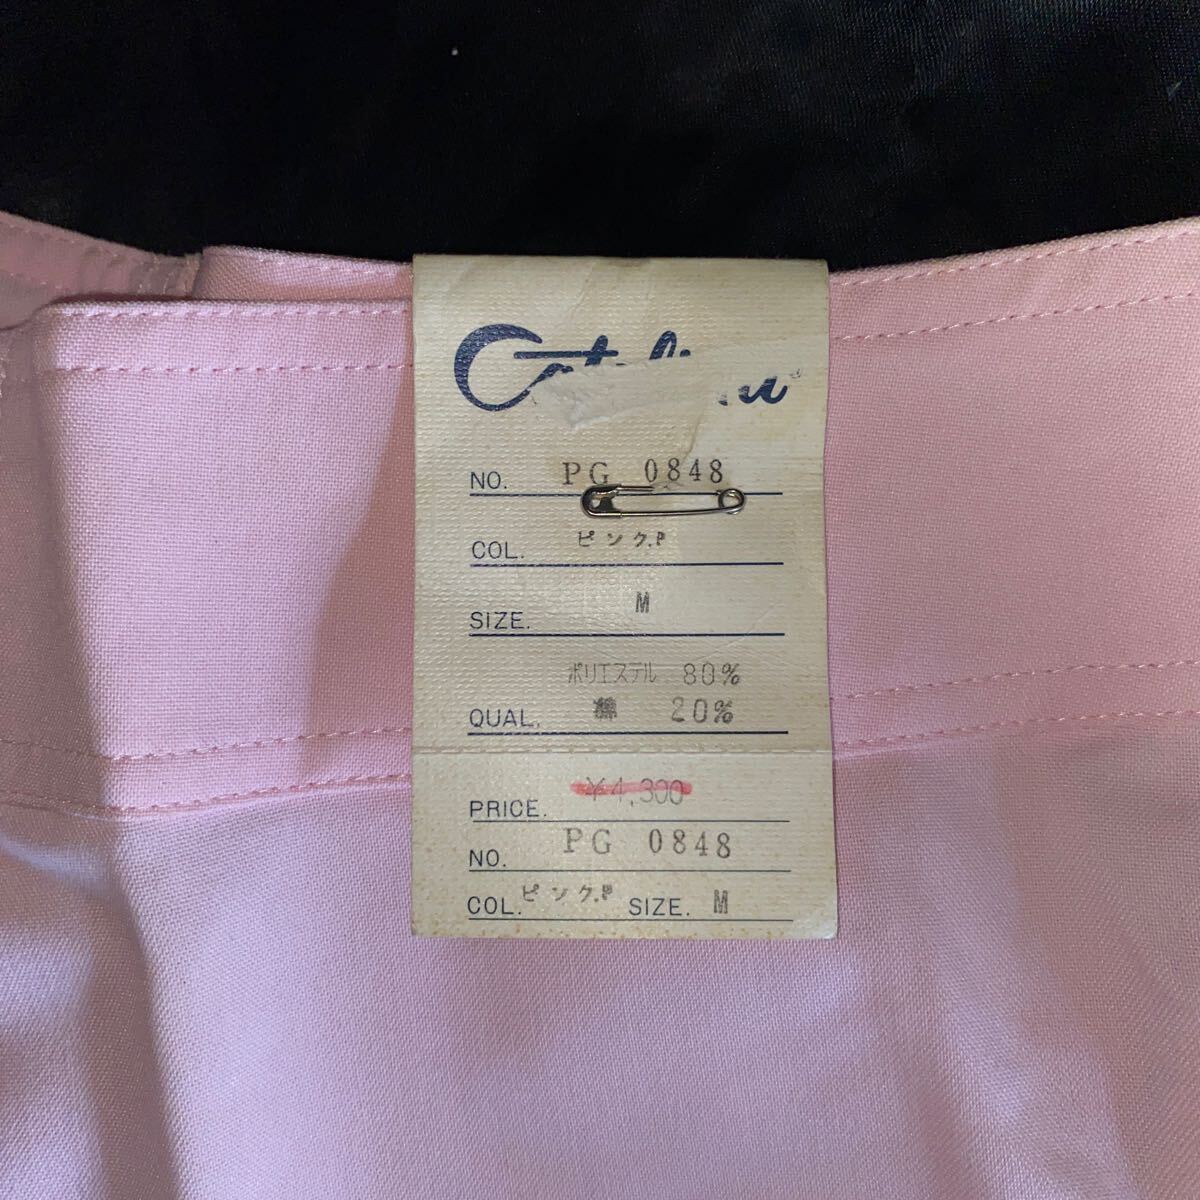 NO. PG 0848
COL. ピンク.P
SIZE. M
ポリエステル 80%
QUAL. 綿 20%
PRICE. ¥4,300
NO. PG 0848
COL. ピンク.P SIZE. M